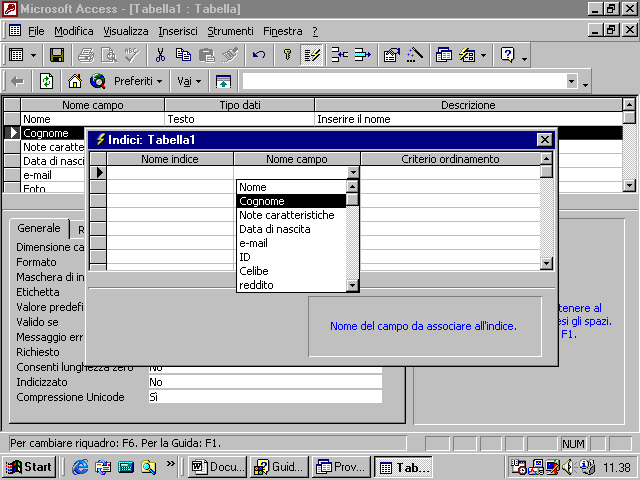 Microsoft Access - [Tabella1 : Tabella]
File Modifica Visualizza Inserisci Strumenti Finestra ?
Preferiti Vai
Nome campo Tipo dati Descrizione
Nome Testo Inserire il nome
Cognome
Note caratte
Data di nasci
e-mail
Foto
Indici: Tabella1
Nome indice Nome campo Criterio ordinamento
Nome
Cognome
Note caratteristiche
Data di nascita
e-mail
ID
Celibe
reddito
Nome del campo da associare all'indice.
Generale R
Dimensione ca
Formato
Maschera di in
Etichetta
Valore predefi
Valido se
Messaggio err
Richiesto
Consenti lunghezza zero No
Indicizzato No
Compressione Unicode Sì
tenere al
esi gli spazi.
F1.
Per cambiare riquadro: F6. Per la Guida: F1.
NUM
Start Docu... Guid... Prov... Tab... 11.38